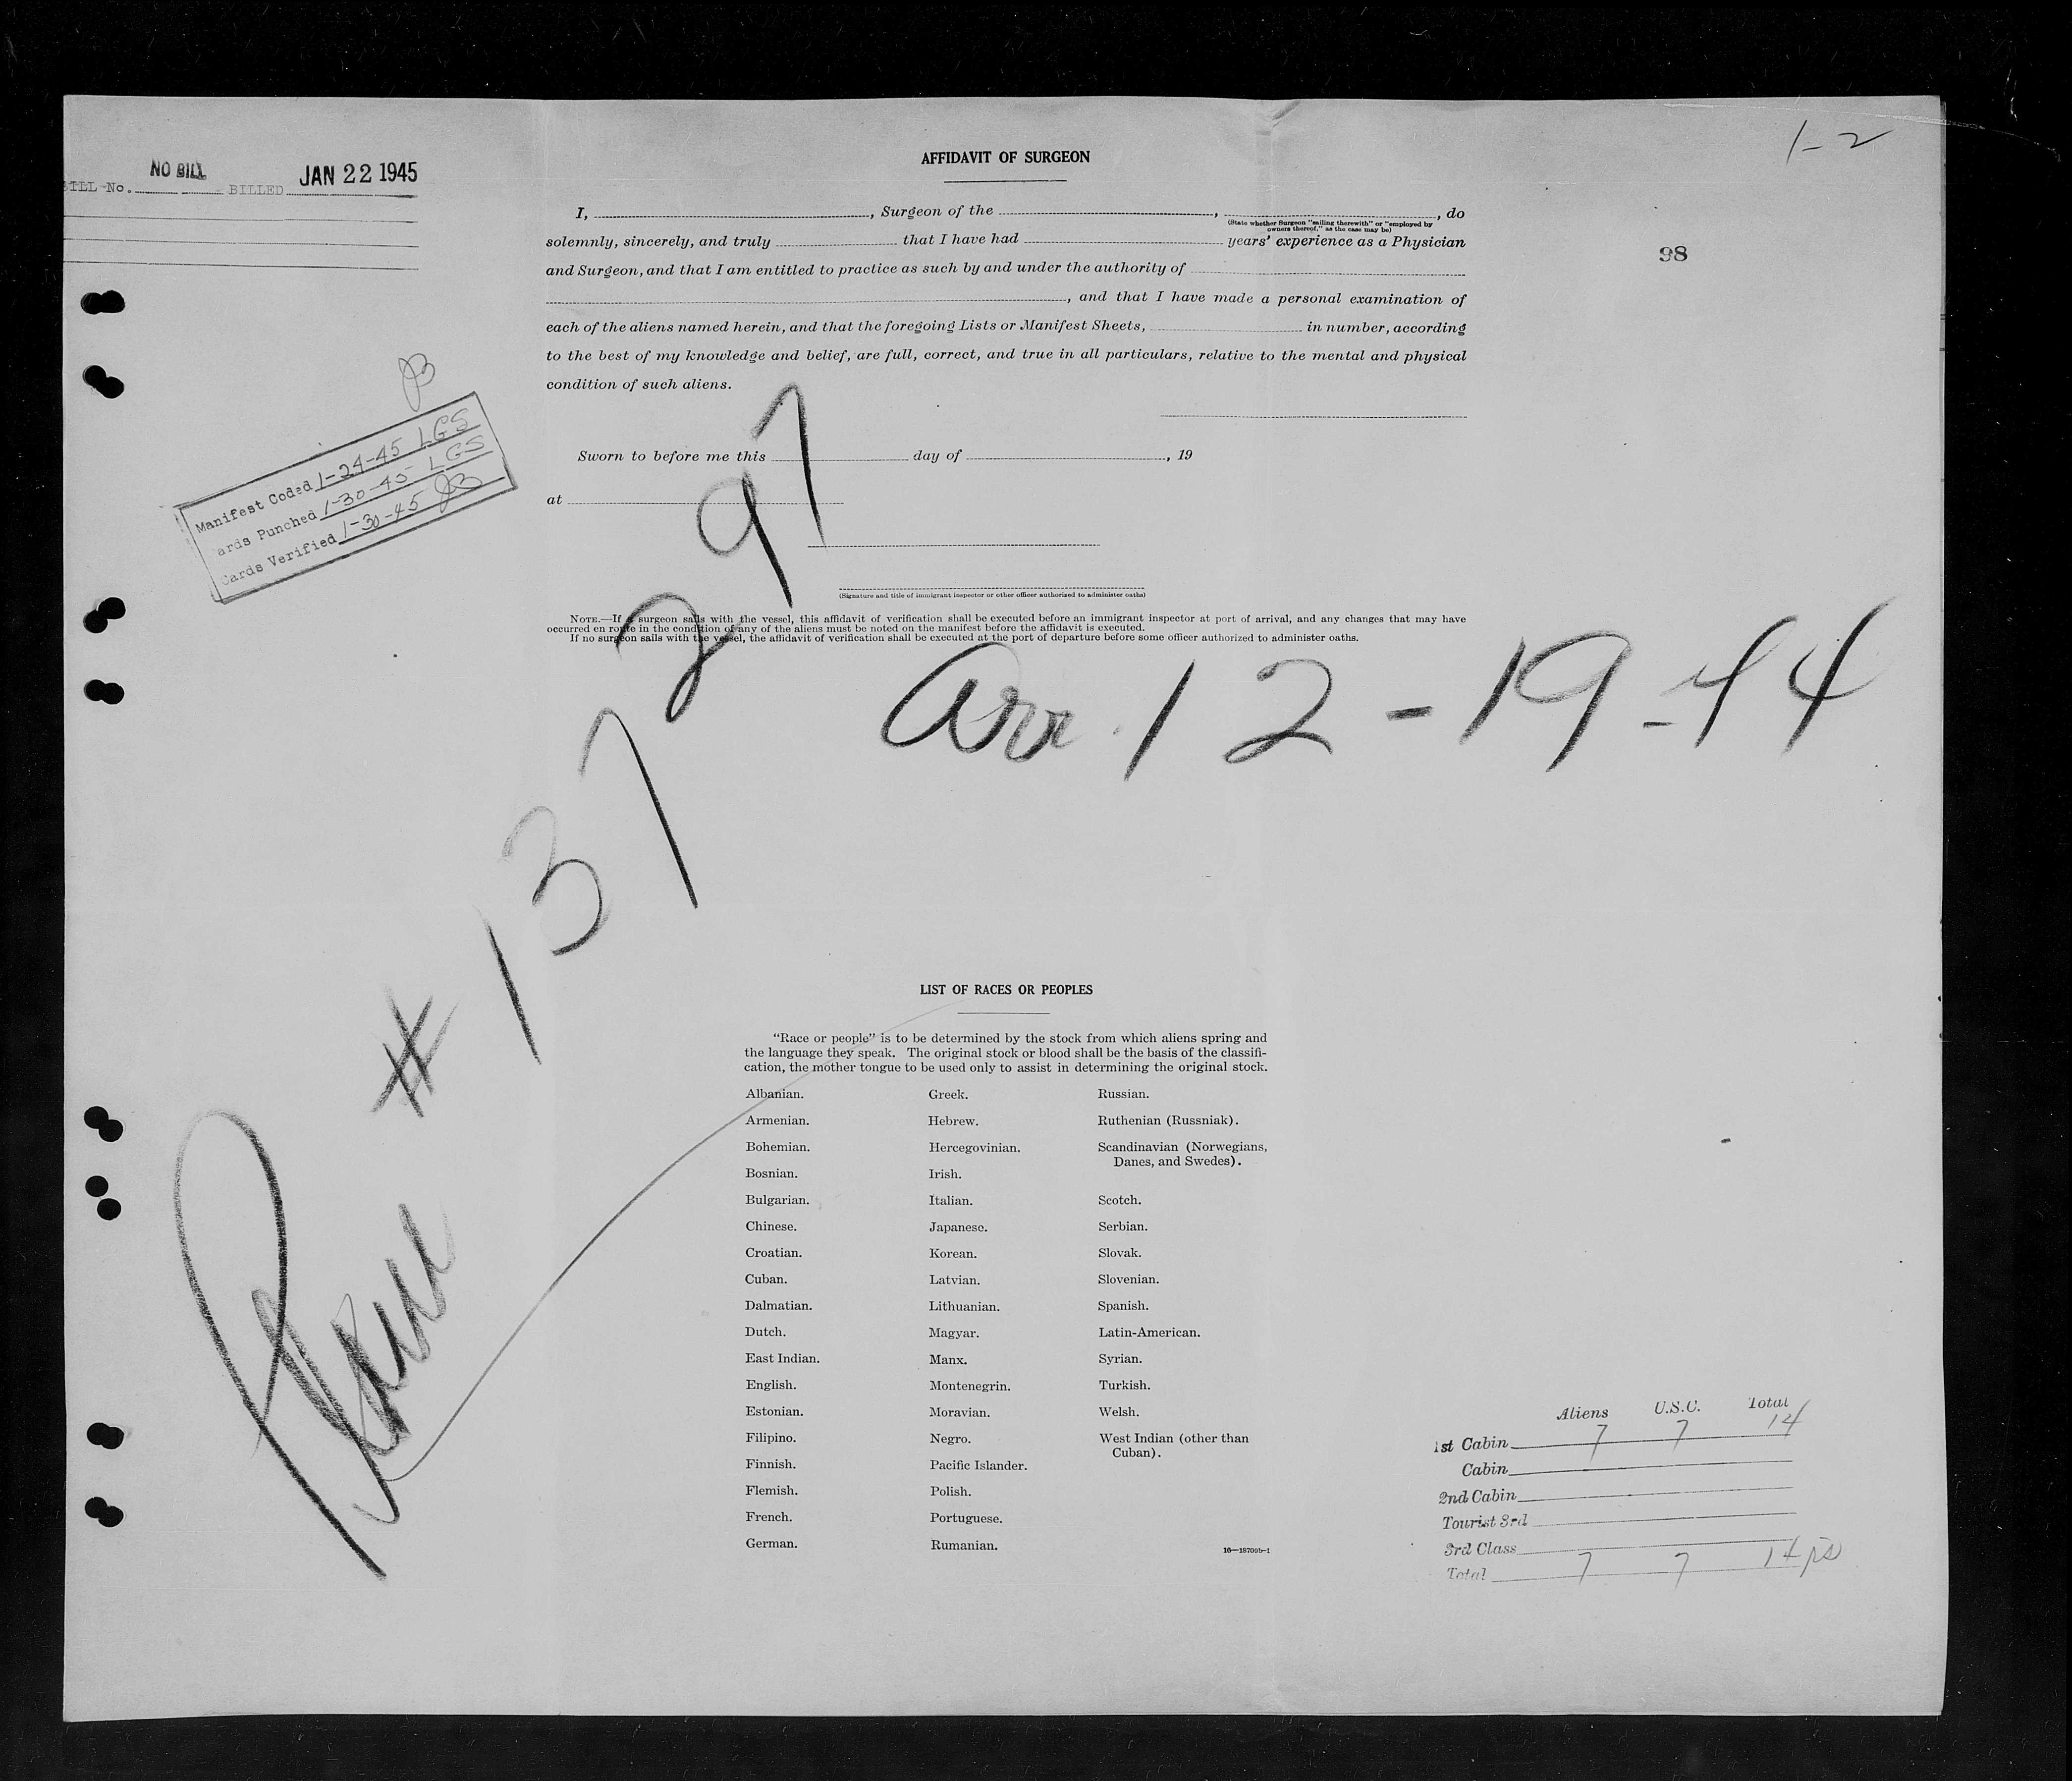 1-2
NO BILL
BILL No. BILLED JAN 22 1945
98
AFFIDAVIT OF SURGEON
I, , Surgeon of the , , do
(State whether Surgeon "sailing therewith" or "employed by
owners thereof," as the case may be)
solemnly, sincerely, and truly that I have had years' experience as a Physician
and Surgeon, and that I am entitled to practice as such by and under the authority of
, and that I have made a personal examination of
each of the aliens named herein, and that the foregoing Lists or Manifest Sheets, in number, according
to the best of my knowledge and belief, are full, correct, and true in all particulars, relative to the mental and physical
condition of such aliens.
Sworn to before me this day of , 19
at
(Signature and title of immigrant inspector or other officer authorized to administer oaths)
NOTE.—If a surgeon sails with the vessel, this affidavit of verification shall be executed before an immigrant inspector at port of arrival, and any changes that may have
occurred en route in the condition of any of the aliens must be noted on the manifest before the affidavit is executed.
If no surgeon sails with the vessel, the affidavit of verification shall be executed at the port of departure before some officer authorized to administer oaths.
JB
Manifest Coded 1-24-45 LGS
Cards Punched 1-30-45 LGS
Cards Verified 1-30-45 JB
Plane # 137297
Arr. 12-19-44
LIST OF RACES OR PEOPLES
"Race or people" is to be determined by the stock from which aliens spring and
the language they speak. The original stock or blood shall be the basis of the classifi-
cation, the mother tongue to be used only to assist in determining the original stock.
Albanian.
Armenian.
Bohemian.
Bosnian.
Bulgarian.
Chinese.
Croatian.
Cuban.
Dalmatian.
Dutch.
East Indian.
English.
Estonian.
Filipino.
Finnish.
Flemish.
French.
German.
Greek.
Hebrew.
Hercegovinian.
Irish.
Italian.
Japanese.
Korean.
Latvian.
Lithuanian.
Magyar.
Manx.
Montenegrin.
Moravian.
Negro.
Pacific Islander.
Polish.
Portuguese.
Rumanian.
Russian.
Ruthenian (Russniak).
Scandinavian (Norwegians,
Danes, and Swedes).
Scotch.
Serbian.
Slovak.
Slovenian.
Spanish.
Latin-American.
Syrian.
Turkish.
Welsh.
West Indian (other than
Cuban).
16—18709b-1
Aliens U.S.C. Total
1st Cabin 7 7 14
Cabin
2nd Cabin
Tourist 3rd
3rd Class
Total 7 7 14